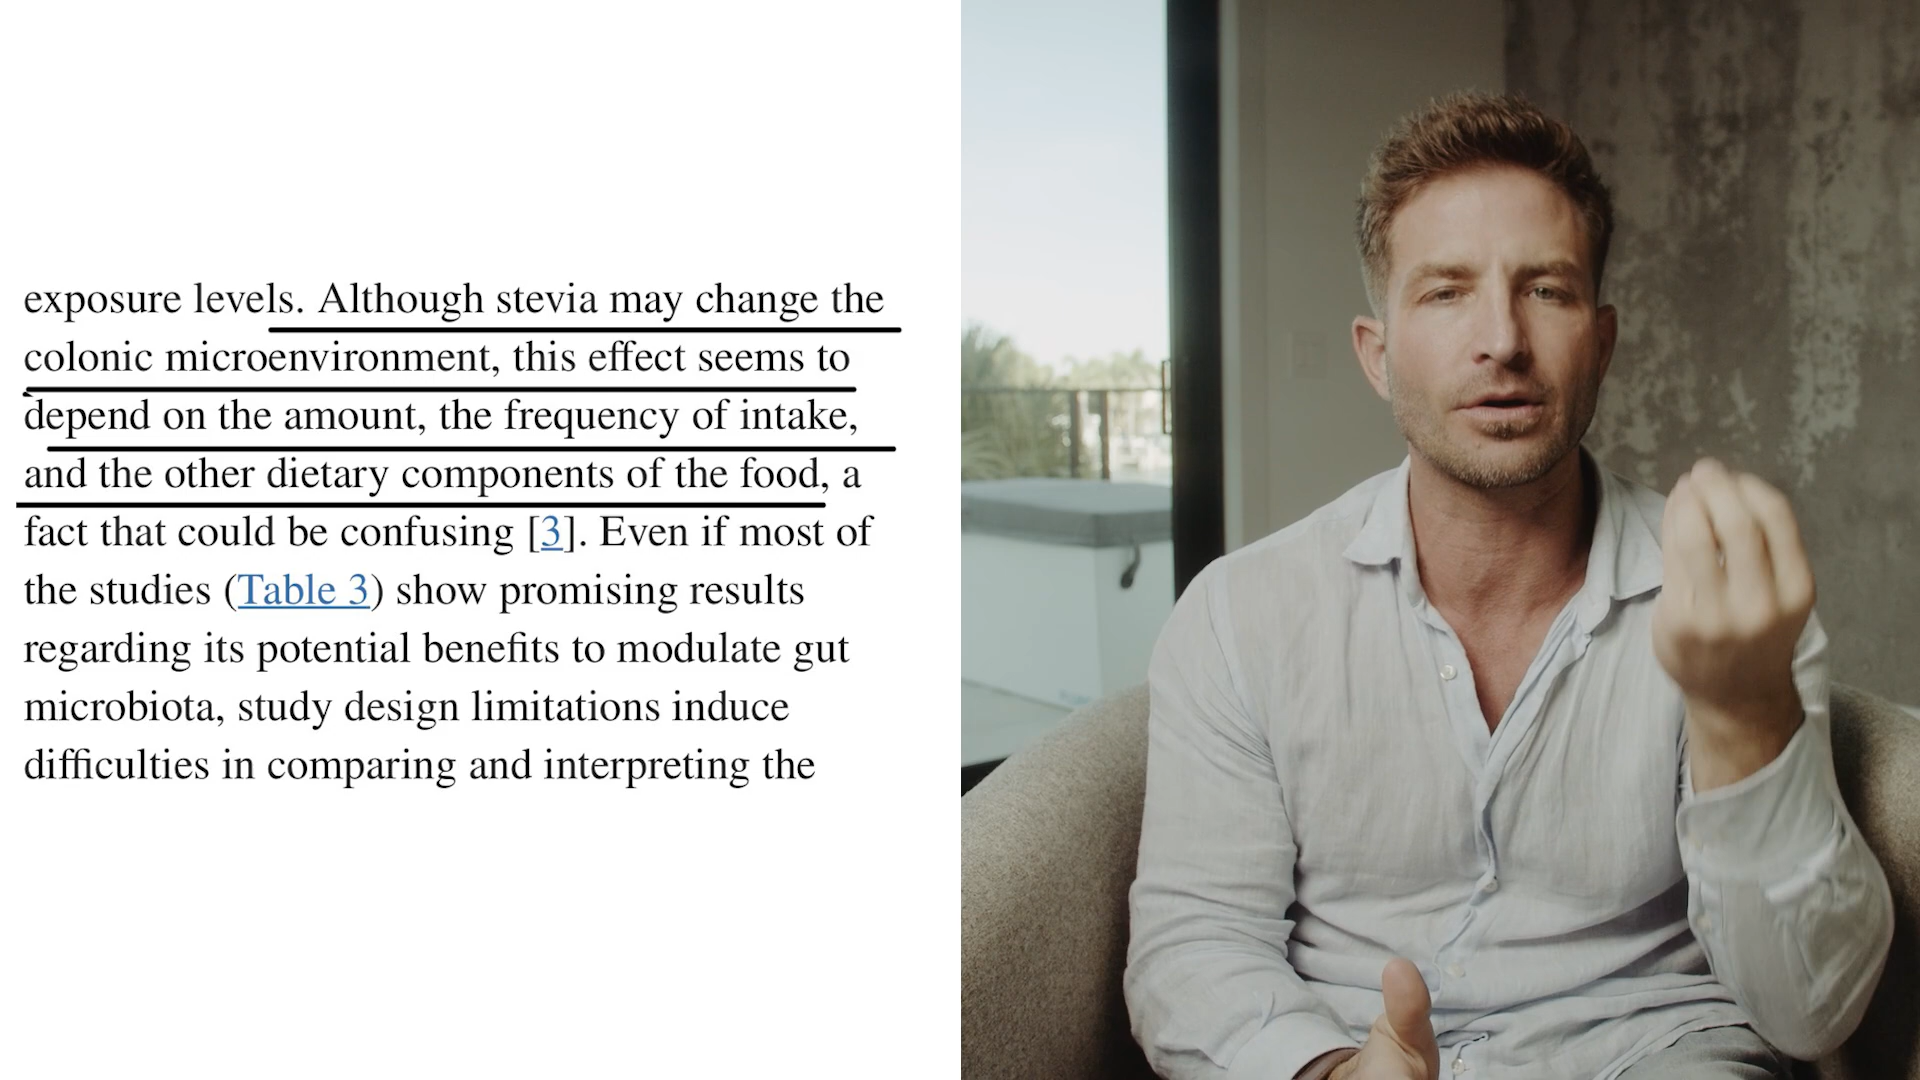 exposure levels. Although stevia may change the
colonic microenvironment, this effect seems to
depend on the amount, the frequency of intake,
and the other dietary components of the food, a
fact that could be confusing [3]. Even if most of
the studies (Table 3) show promising results
regarding its potential benefits to modulate gut
microbiota, study design limitations induce
difficulties in comparing and interpreting the